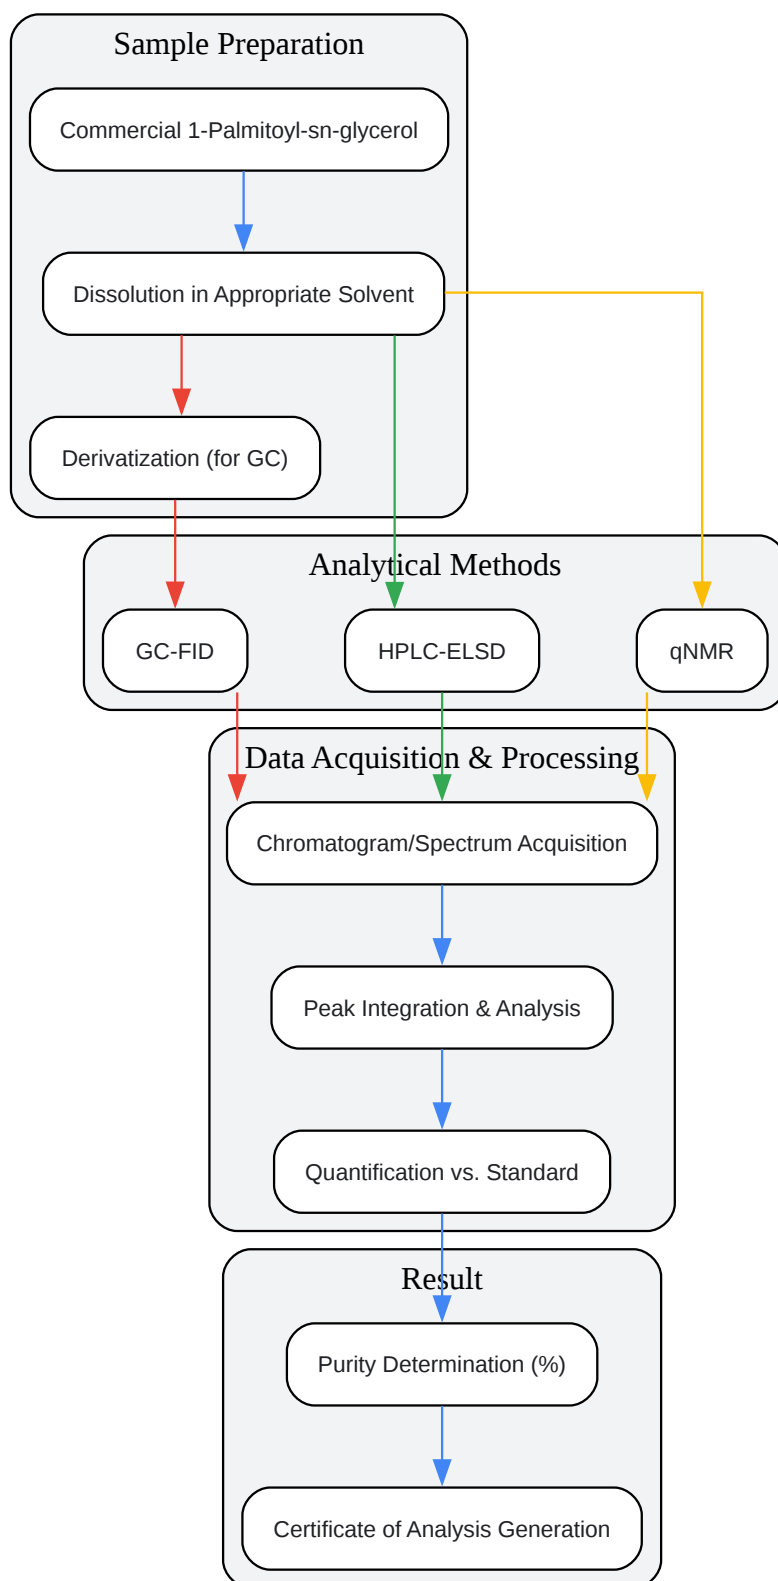 Sample Preparation
Commercial 1-Palmitoyl-sn-glycerol
Dissolution in Appropriate Solvent
Derivatization (for GC)
Analytical Methods
GC-FID
HPLC-ELSD
qNMR
Data Acquisition & Processing
Chromatogram/Spectrum Acquisition
Peak Integration & Analysis
Quantification vs. Standard
Result
Purity Determination (%)
Certificate of Analysis Generation